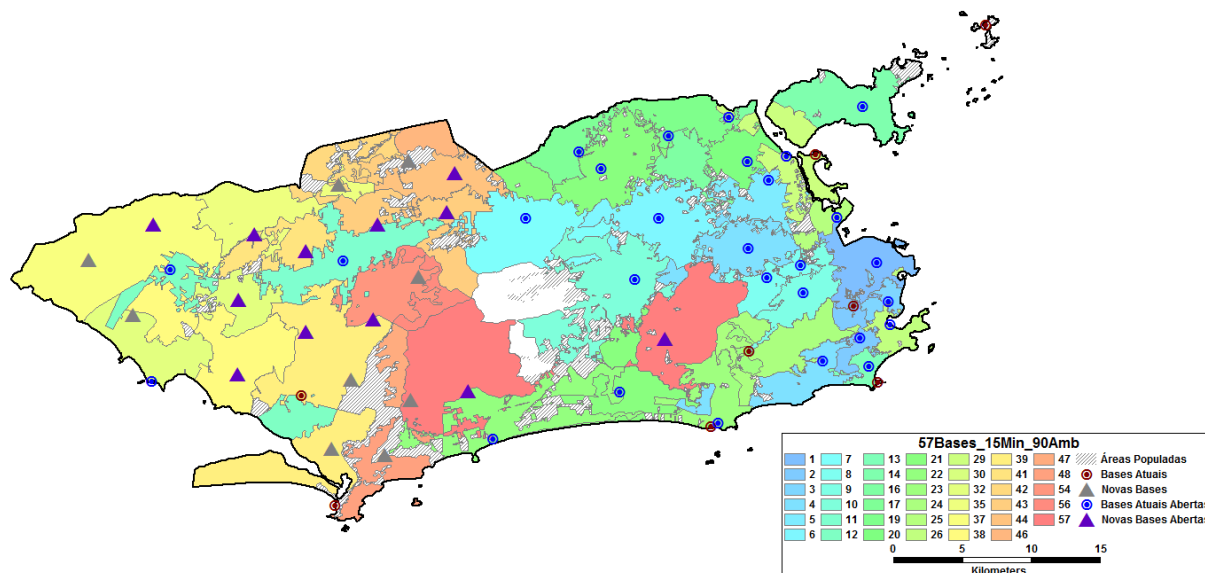 57Bases_15Min_90Amb
1 7 13 21 29 39 47 Áreas Populadas
2 8 14 22 30 41 48 Bases Atuais
3 9 16 23 32 42 54 Novas Bases
4 10 17 24 35 43 56 Bases Atuais Abertas
5 11 19 25 37 44 57 Novas Bases Abertas
6 12 20 26 38 46
0 5 10 15
Kilometers